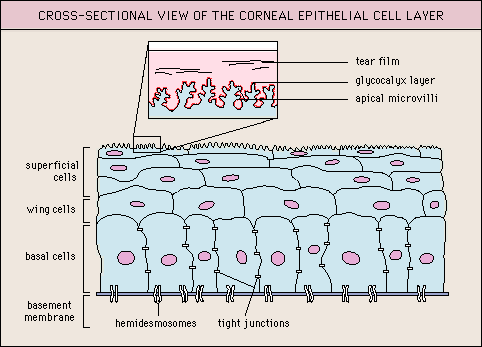 CROSS-SECTIONAL VIEW OF THE CORNEAL EPITHELIAL CELL LAYER
tear film
glycocalyx layer
apical microvilli
superficial
cells
wing cells
basal cells
basement
membrane
hemidesmosomes
tight junctions